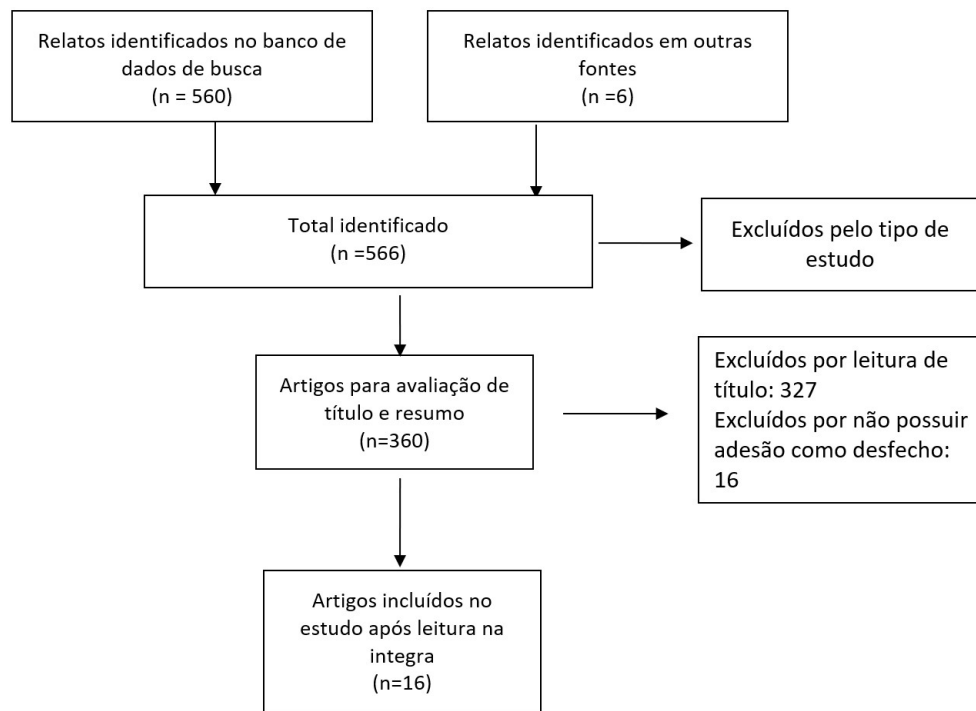 Relatos identificados no banco de
dados de busca
(n = 560)
Relatos identificados em outras
fontes
(n =6)
Total identificado
(n =566)
Excluídos pelo tipo de
estudo
Artigos para avaliação de
título e resumo
(n=360)
Excluídos por leitura de
título: 327
Excluídos por não possuir
adesão como desfecho:
16
Artigos incluídos no
estudo após leitura na
integra
(n=16)